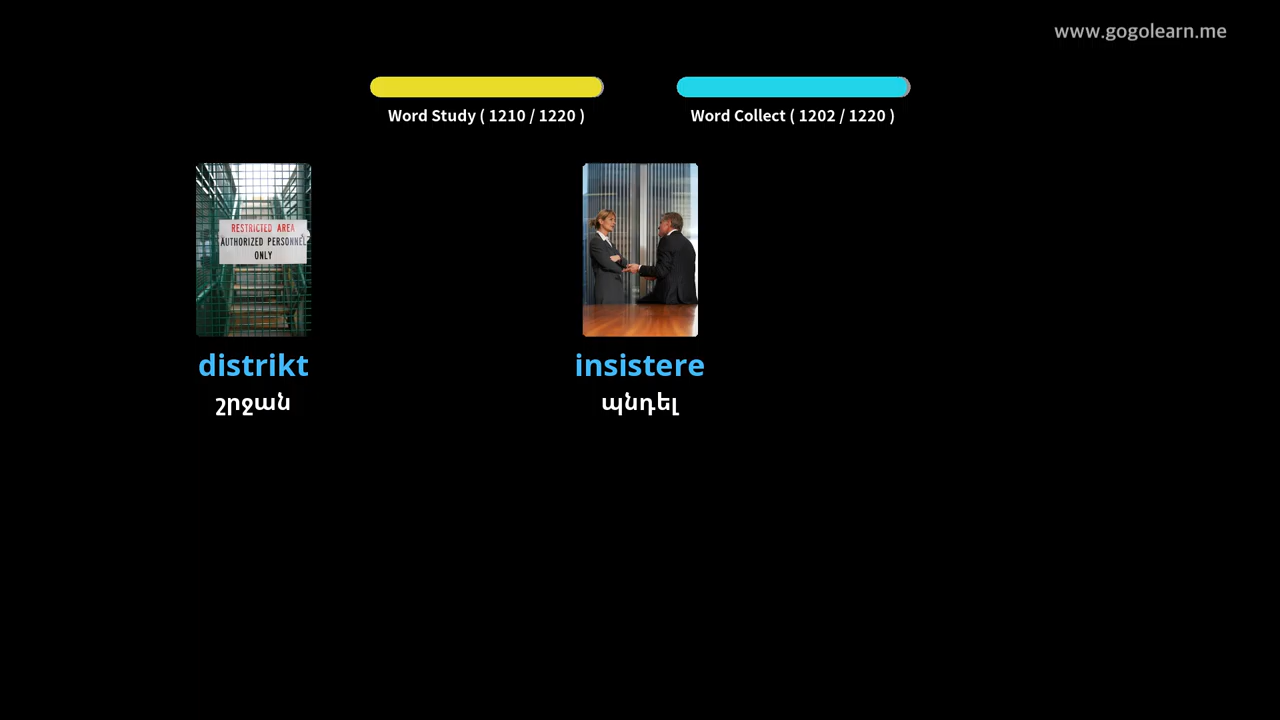 www.gogolearn.me
Word Study ( 1210 / 1220 )
Word Collect ( 1202 / 1220 )
RESTRICTED AREA
AUTHORIZED PERSONNEL
ONLY
distrikt
շրջան
insistere
պնդել